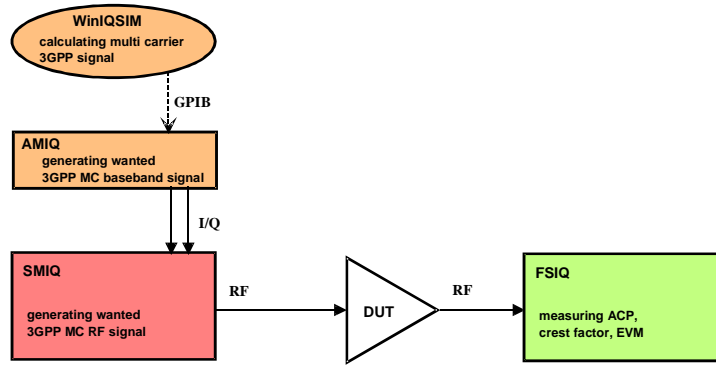 WinIQSIM
calculating multi carrier
3GPP signal
GPIB
AMIQ
generating wanted
3GPP MC baseband signal
I/Q
SMIQ
generating wanted
3GPP MC RF signal
RF
DUT
RF
FSIQ
measuring ACP,
crest factor, EVM